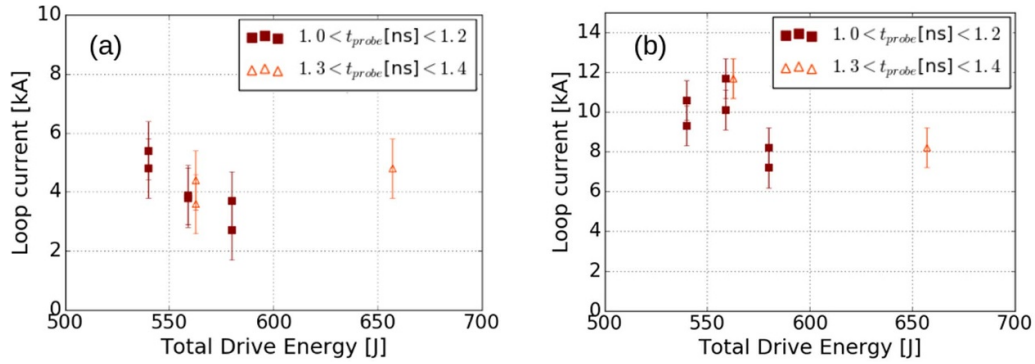 (a)
1.0 < t_probe[ns] < 1.2
1.3 < t_probe[ns] < 1.4
Loop current [kA]
10
8
6
4
2
0
500 550 600 650 700
Total Drive Energy [J]
(b)
1.0 < t_probe[ns] < 1.2
1.3 < t_probe[ns] < 1.4
Loop current [kA]
14
12
10
8
6
4
2
0
500 550 600 650 700
Total Drive Energy [J]